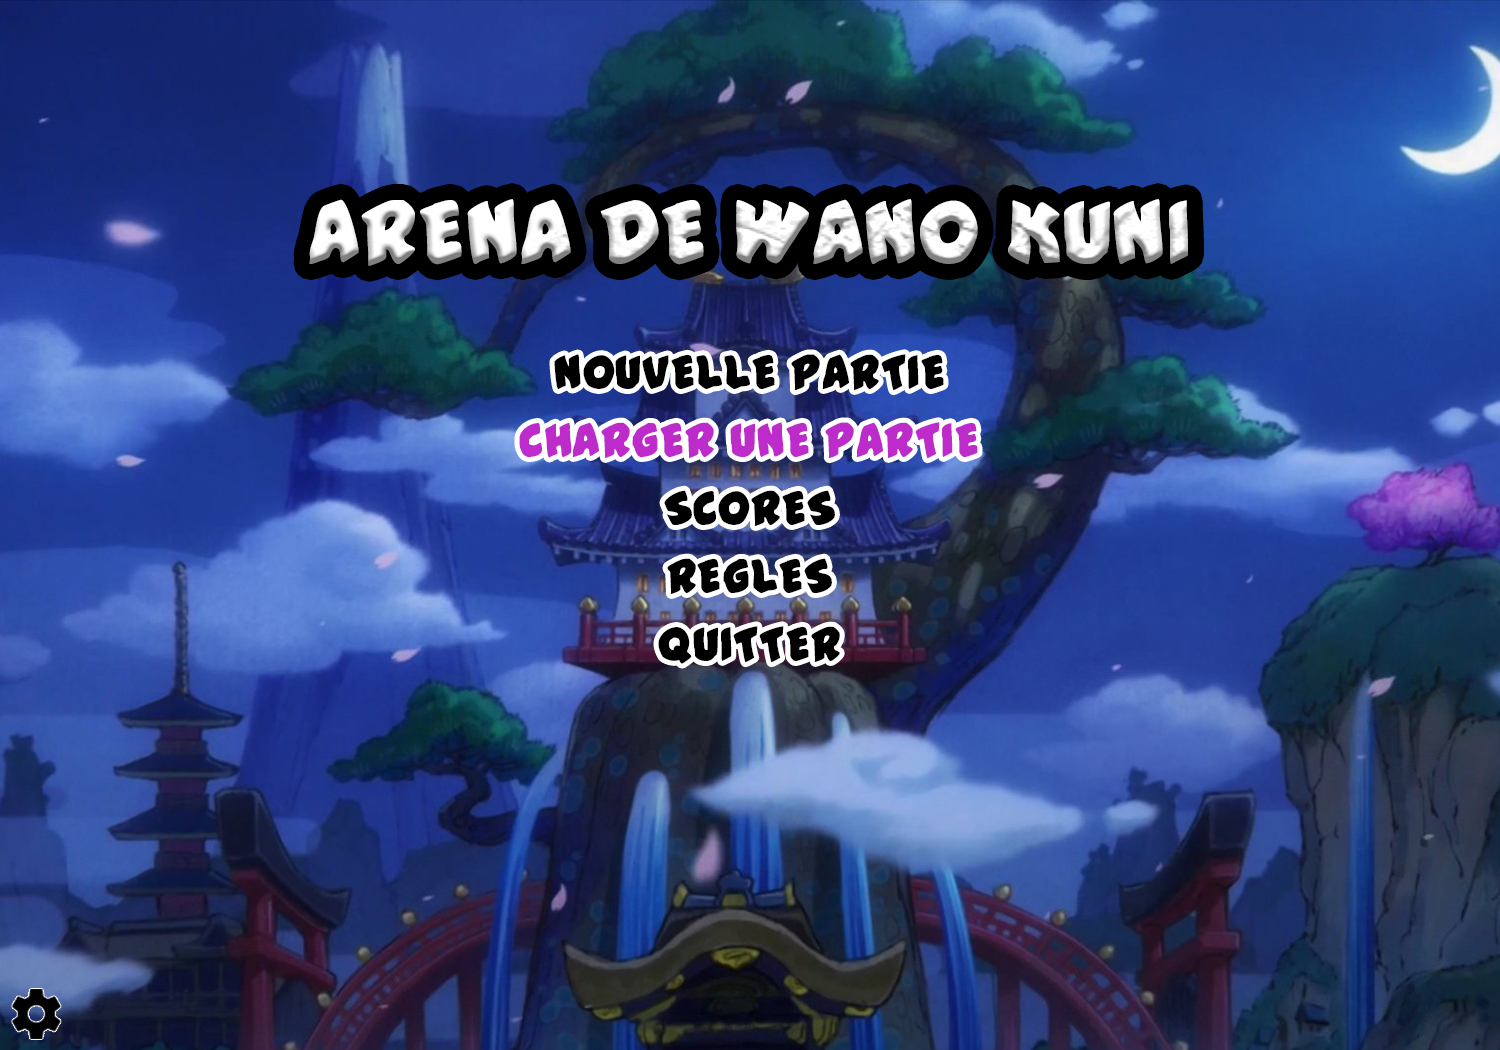 ARENA DE WANO KUNI
NOUVELLE PARTIE
CHARGER UNE PARTIE
SCORES
REGLES
QUITTER